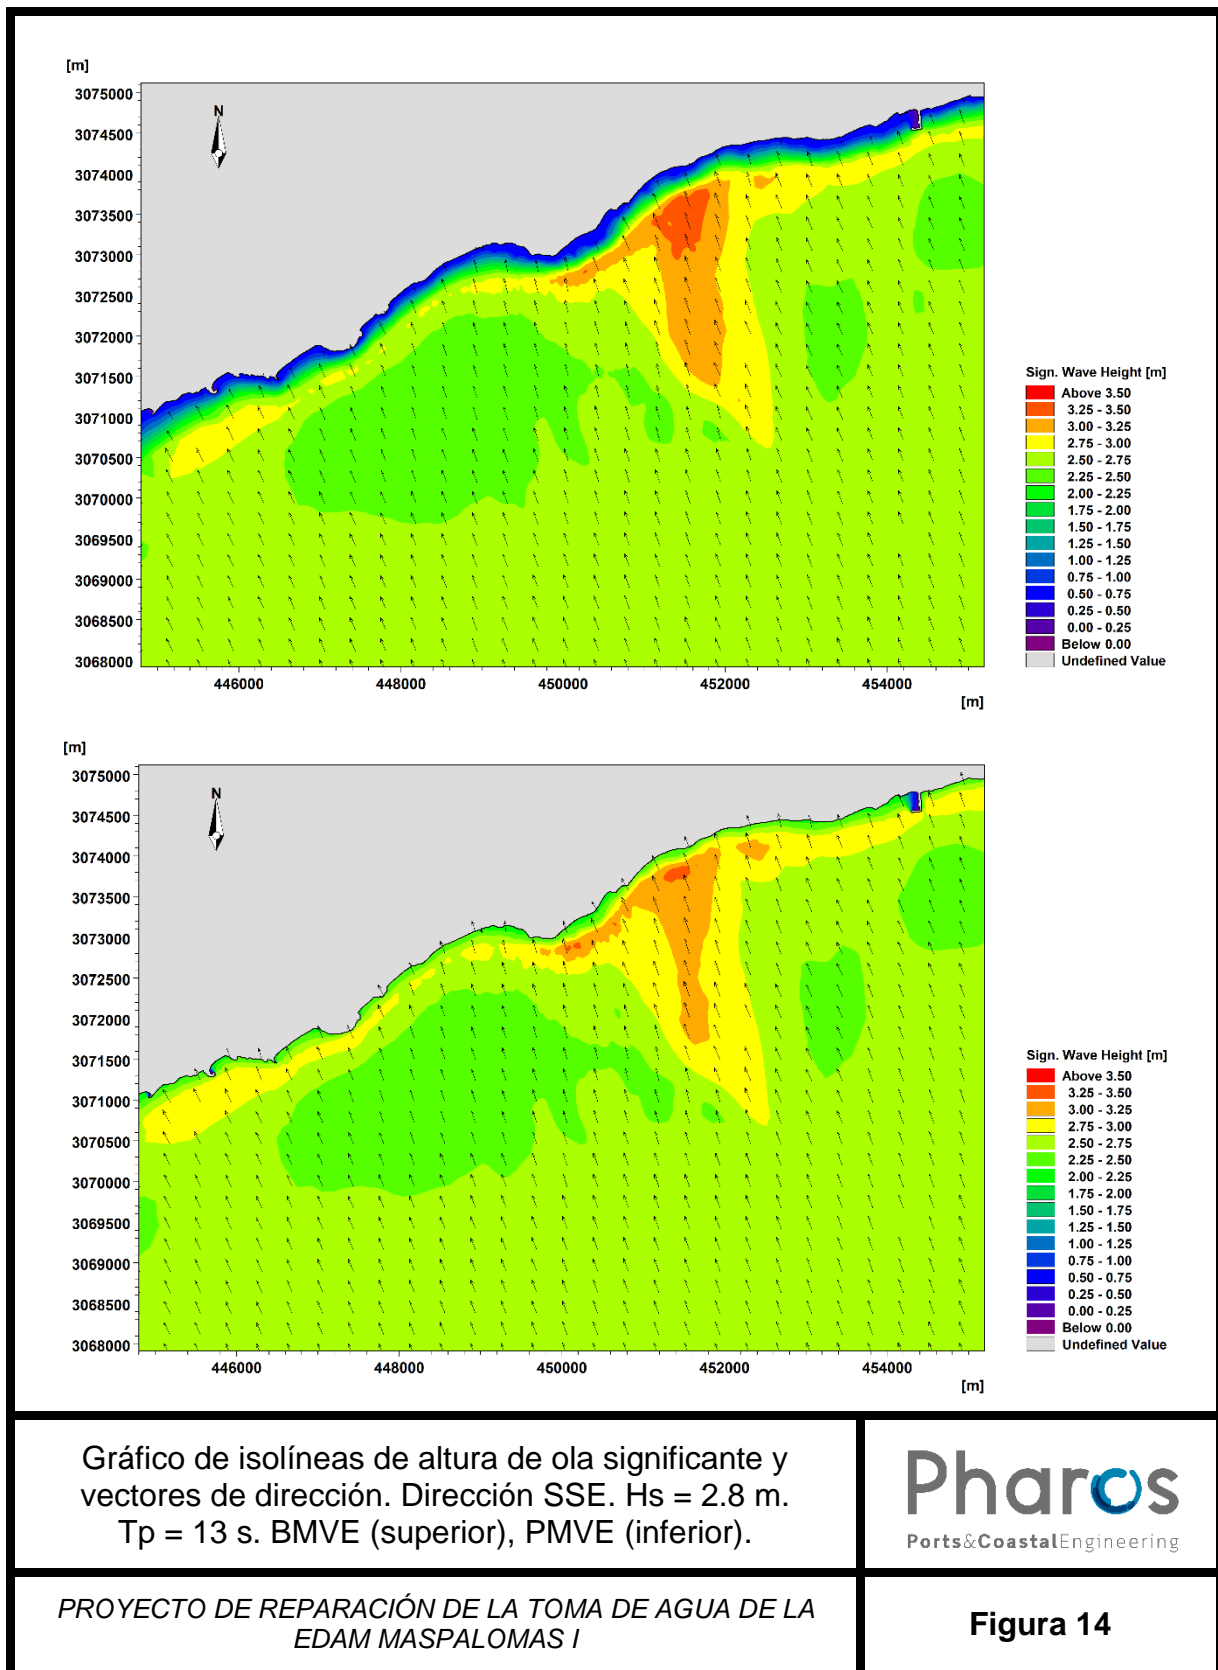 [m]
3075000
3074500
3074000
3073500
3073000
3072500
3072000
3071500
3071000
3070500
3070000
3069500
3069000
3068500
3068000
N
446000
448000
450000
452000
454000
[m]
Sign. Wave Height [m]
Above 3.50
3.25 - 3.50
3.00 - 3.25
2.75 - 3.00
2.50 - 2.75
2.25 - 2.50
2.00 - 2.25
1.75 - 2.00
1.50 - 1.75
1.25 - 1.50
1.00 - 1.25
0.75 - 1.00
0.50 - 0.75
0.25 - 0.50
0.00 - 0.25
Below 0.00
Undefined Value
[m]
3075000
3074500
3074000
3073500
3073000
3072500
3072000
3071500
3071000
3070500
3070000
3069500
3069000
3068500
3068000
N
446000
448000
450000
452000
454000
[m]
Sign. Wave Height [m]
Above 3.50
3.25 - 3.50
3.00 - 3.25
2.75 - 3.00
2.50 - 2.75
2.25 - 2.50
2.00 - 2.25
1.75 - 2.00
1.50 - 1.75
1.25 - 1.50
1.00 - 1.25
0.75 - 1.00
0.50 - 0.75
0.25 - 0.50
0.00 - 0.25
Below 0.00
Undefined Value
Gráfico de isolíneas de altura de ola significante y
vectores de dirección. Dirección SSE. Hs = 2.8 m.
Tp = 13 s. BMVE (superior), PMVE (inferior).
Pharos
Ports&CoastalEngineering
PROYECTO DE REPARACIÓN DE LA TOMA DE AGUA DE LA
EDAM MASPALOMAS I
Figura 14